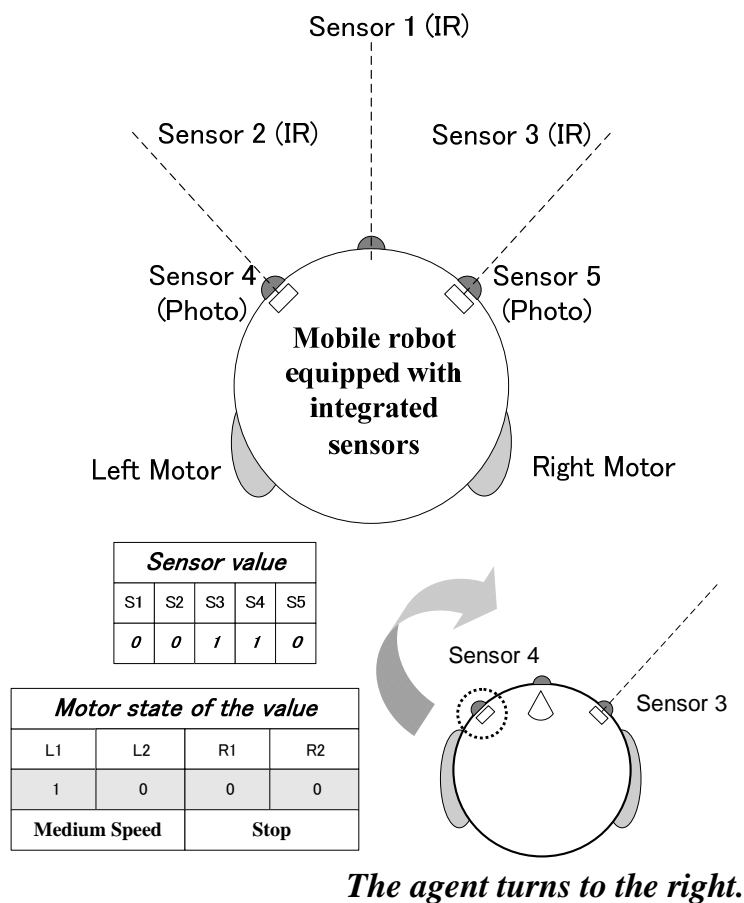 Sensor 1 (IR)
Sensor 2 (IR)
Sensor 3 (IR)
Sensor 4
(Photo)
Sensor 5
(Photo)
Mobile robot
equipped with
integrated
sensors
Left Motor
Right Motor
Sensor value
S1 S2 S3 S4 S5
0 0 1 1 0
Sensor 4
Sensor 3
Motor state of the value
L1 L2 R1 R2
1 0 0 0
Medium Speed Stop
The agent turns to the right.